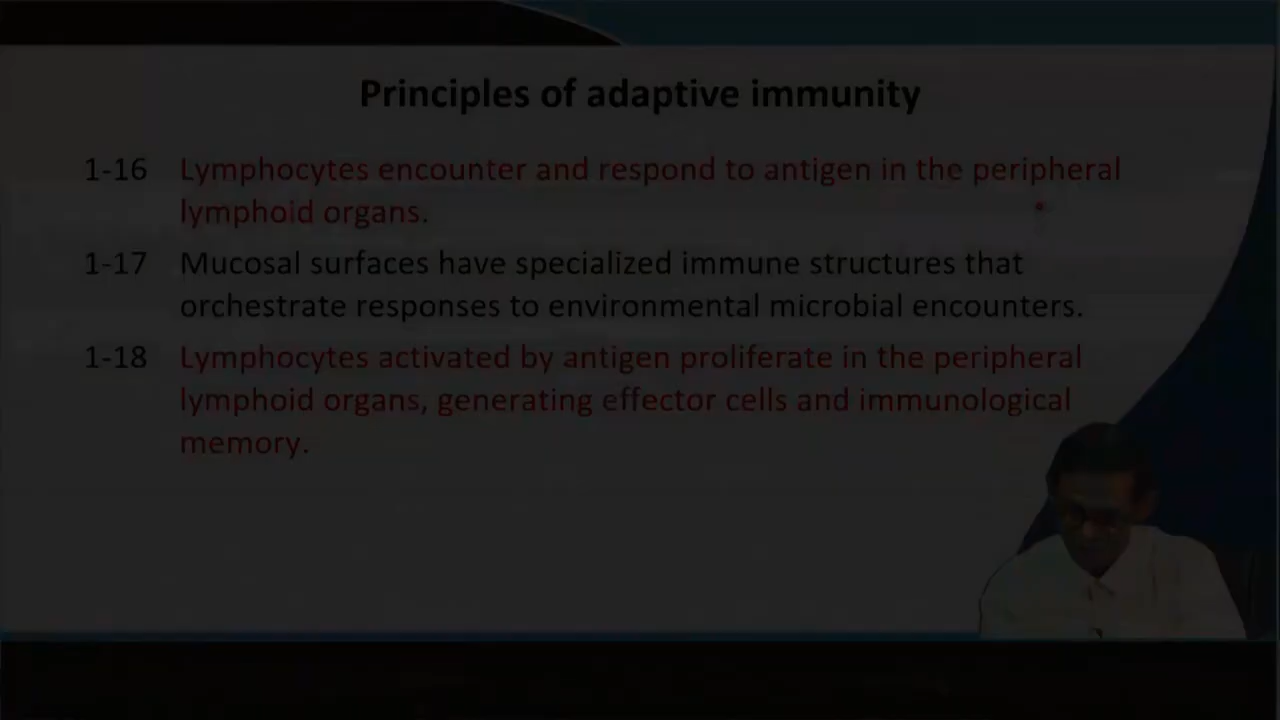 Principles of adaptive immunity
1-16 Lymphocytes encounter and respond to antigen in the peripheral
lymphoid organs.
1-17 Mucosal surfaces have specialized immune structures that
orchestrate responses to environmental microbial encounters.
1-18 Lymphocytes activated by antigen proliferate in the peripheral
lymphoid organs, generating effector cells and immunological
memory.